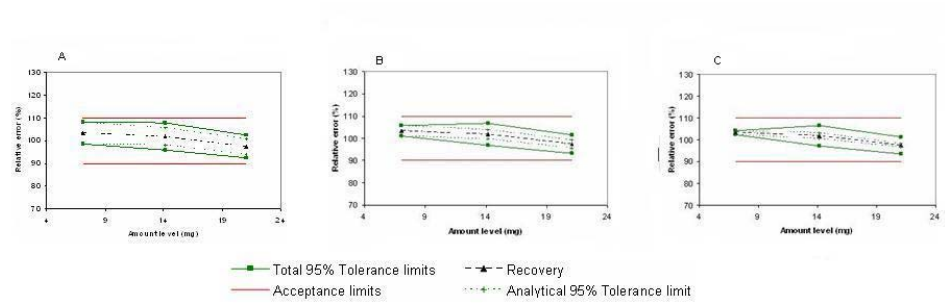 A
130
120
110
100
90
80
70
4
9
14
19
24
Relative error (%)
Amount level (mg)
B
130
120
110
100
90
80
70
4
9
14
19
24
Relative error (%)
Amount level (mg)
C
130
120
110
100
90
80
70
4
9
14
19
24
Relative error (%)
Amount level (mg)
Total 95% Tolerance limits
Recovery
Acceptance limits
Analytical 95% Tolerance limit